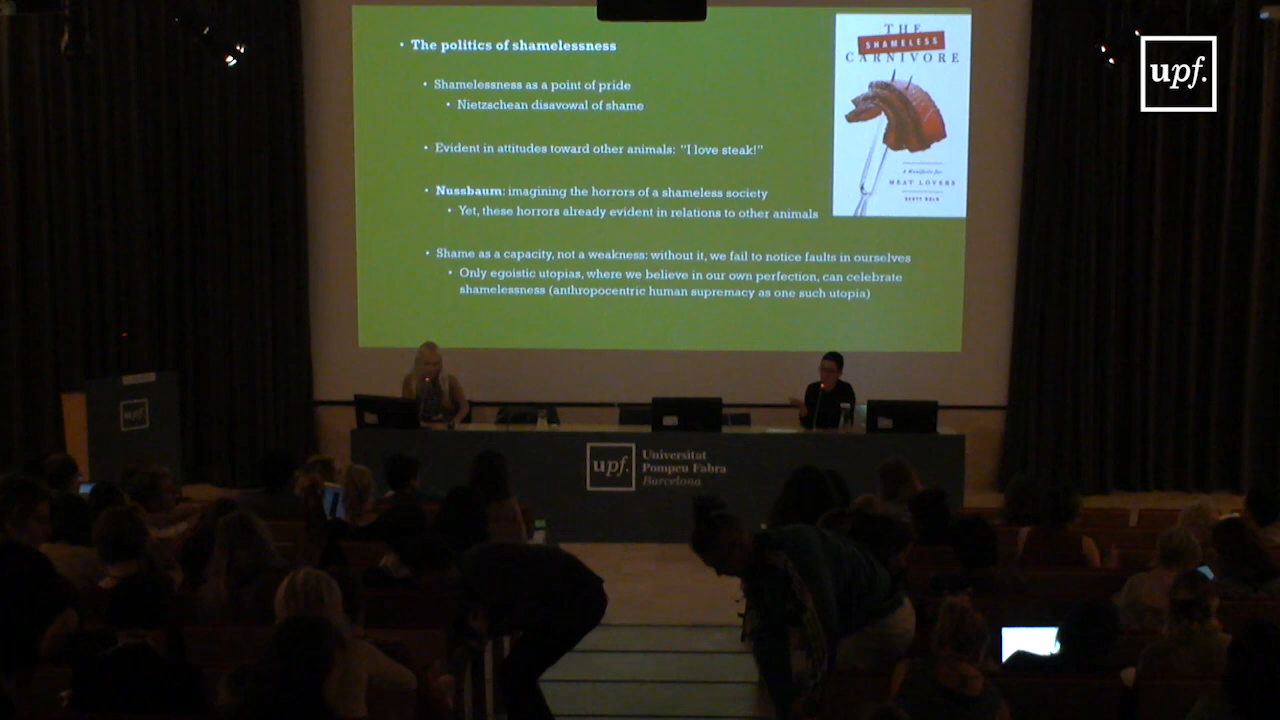 • The politics of shamelessness
• Shamelessness as a point of pride
• Nietzschean disavowal of shame
• Evident in attitudes toward other animals: "I love steak!"
• Nussbaum: imagining the horrors of a shameless society
• Yet, these horrors already evident in relations to other animals
• Shame as a capacity, not a weakness: without it, we fail to notice faults in ourselves
• Only egoistic utopias, where we believe in our own perfection, can celebrate
shamelessness (anthropocentric human supremacy as one such utopia)
THE
SHAMELESS
CARNIVORE
A Manifesto for
MEAT LOVERS
upf.
upf.
upf.
Universitat
Pompeu Fabra
Barcelona